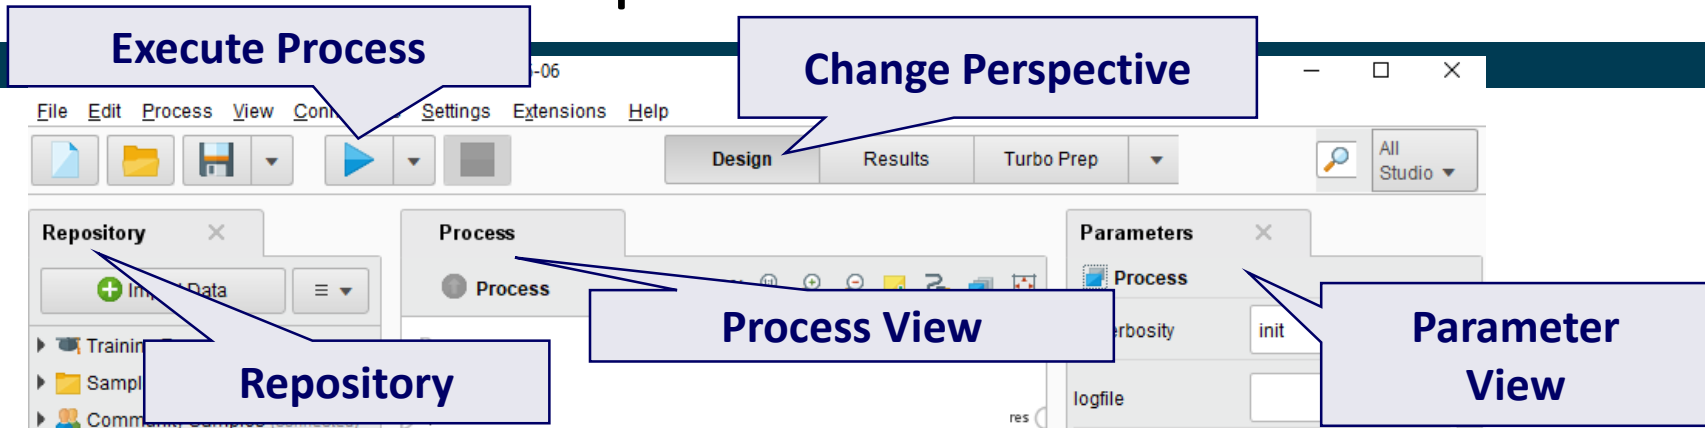 Execute Process
-06
Change Perspective
File Edit Process View Settings Extensions Help
Design Results Turbo Prep
All
Studio
Repository
Process
Parameters
Data
Process
Process
Process View
init
Parameter
View
Repository
logfile
res